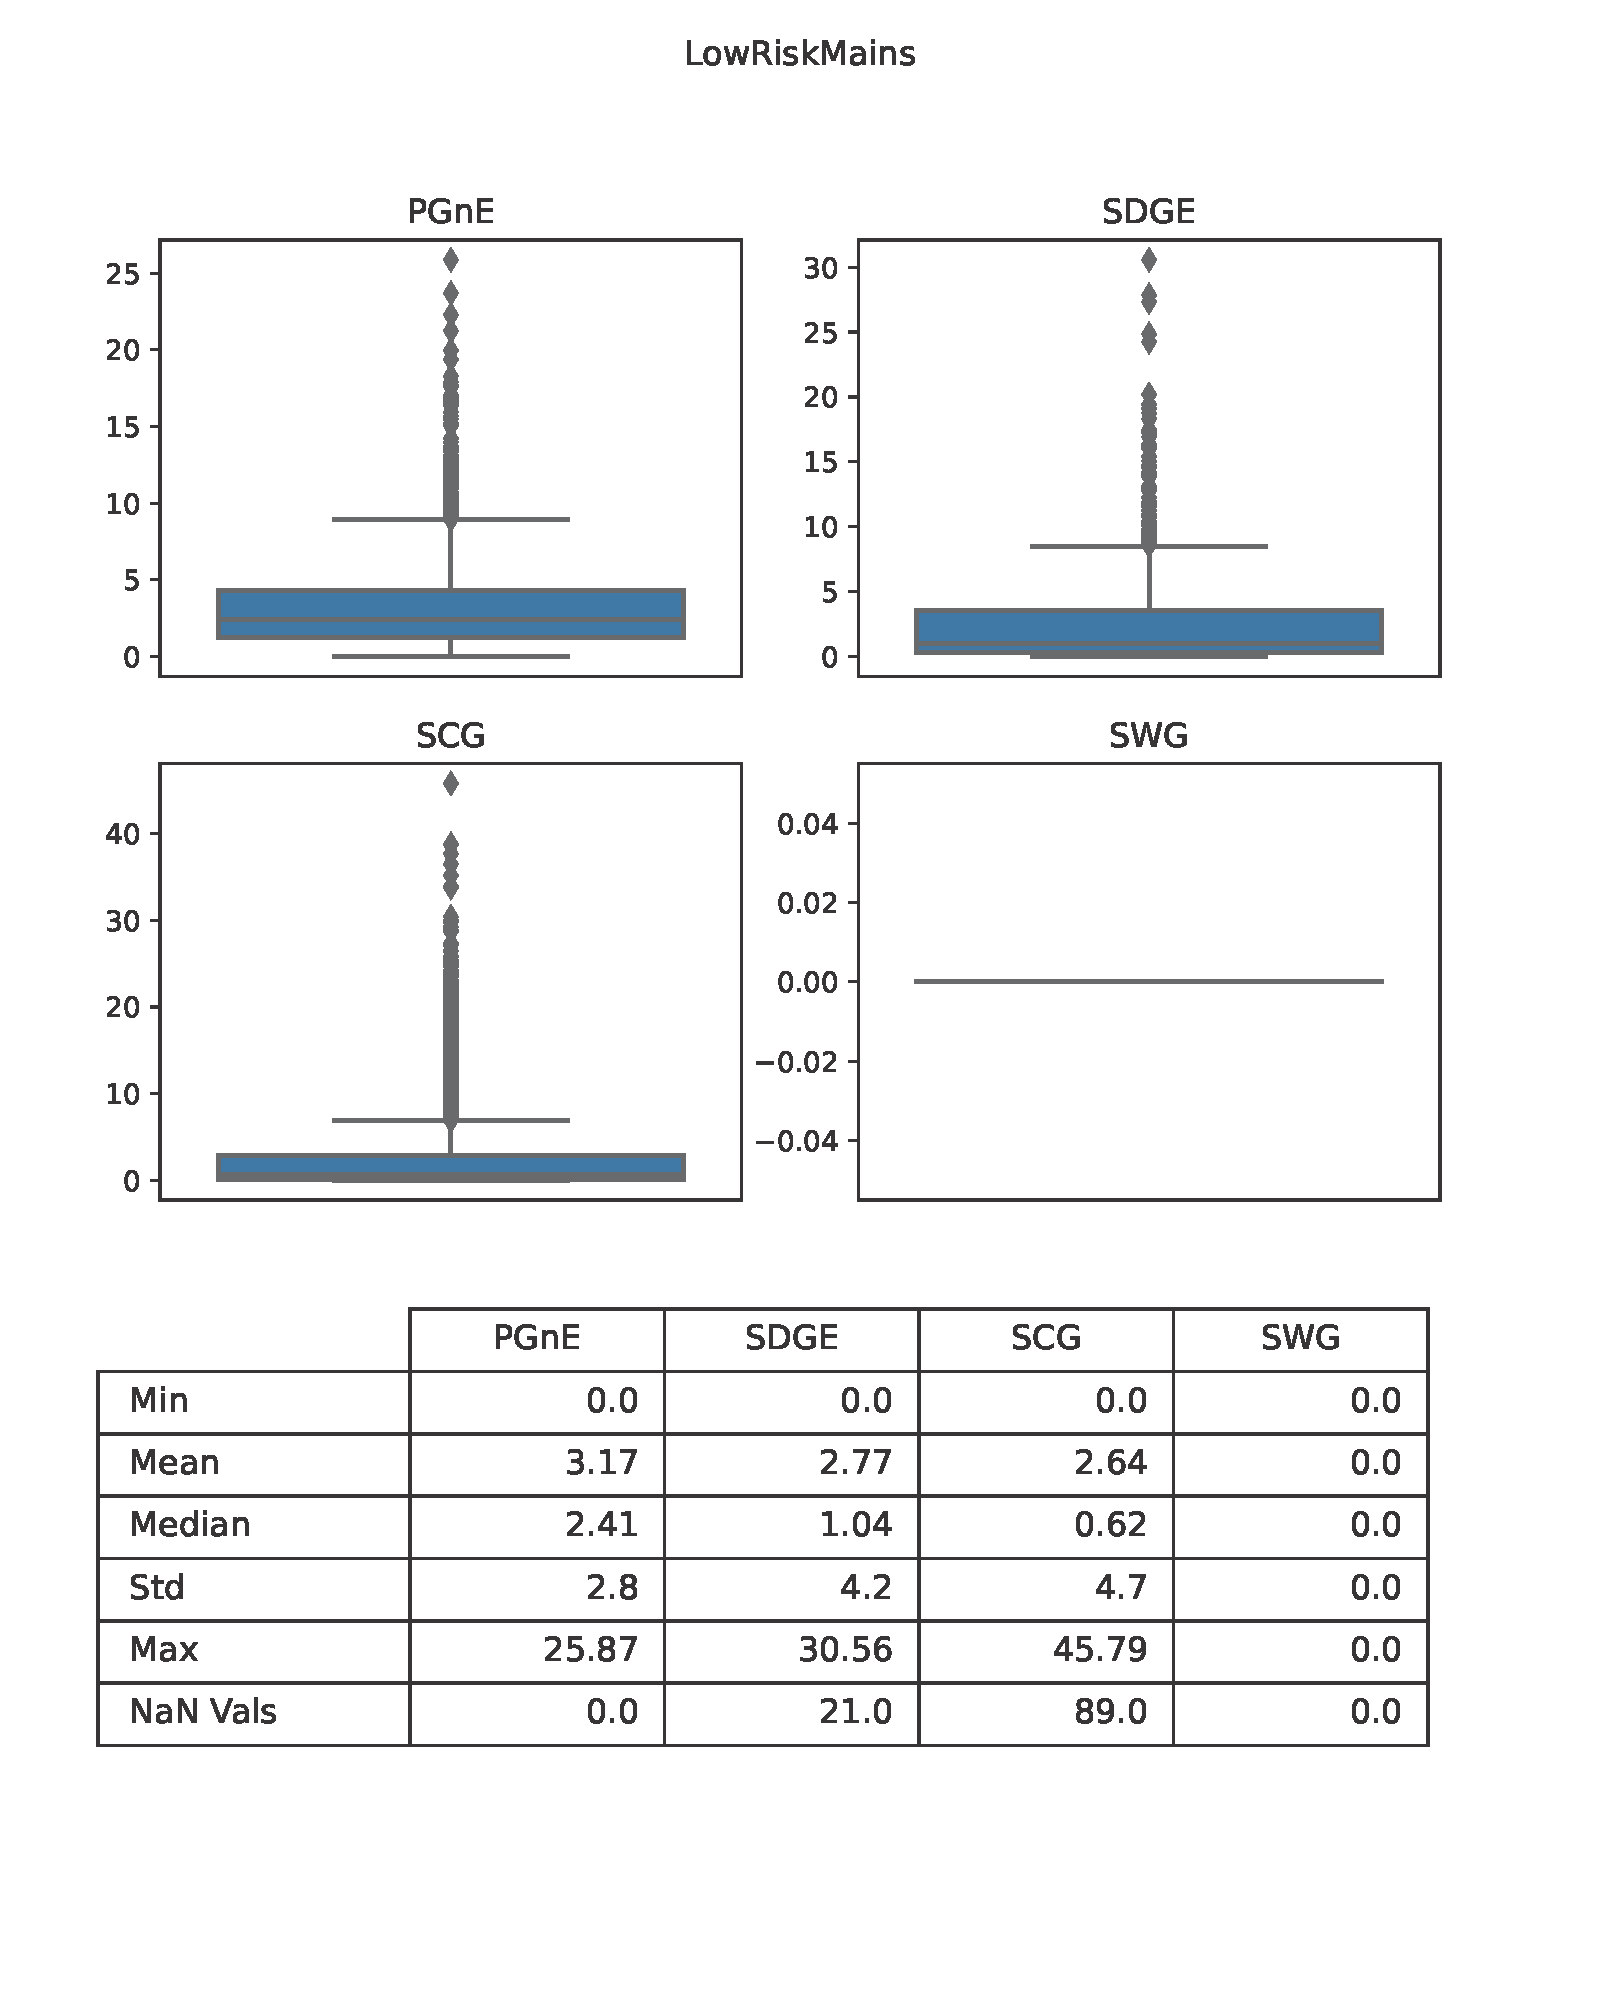 LowRiskMains
PGnE
25
20
15
10
5
0
SDGE
30
25
20
15
10
5
0
SCG
40
30
20
10
0
SWG
0.04
0.02
0.00
−0.02
−0.04
PGnE SDGE SCG SWG
Min 0.0 0.0 0.0 0.0
Mean 3.17 2.77 2.64 0.0
Median 2.41 1.04 0.62 0.0
Std 2.8 4.2 4.7 0.0
Max 25.87 30.56 45.79 0.0
NaN Vals 0.0 21.0 89.0 0.0